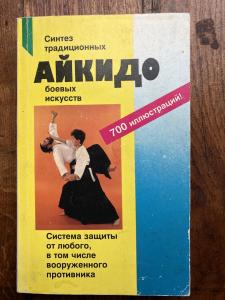 Синтез
традиционных
АЙКИДО
боевых
искусств
700 иллюстраций!
Система защиты
от любого,
в том числе
вооруженного
противника